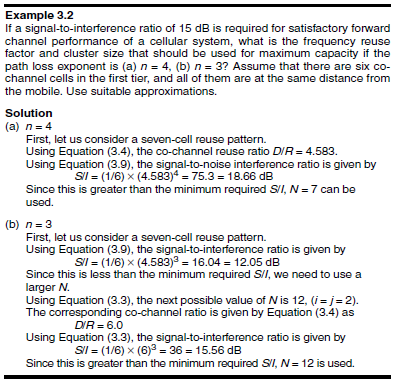 Example 3.2
If a signal-to-interference ratio of 15 dB is required for satisfactory forward
channel performance of a cellular system, what is the frequency reuse
factor and cluster size that should be used for maximum capacity if the
path loss exponent is (a) n = 4, (b) n = 3? Assume that there are six co-
channel cells in the first tier, and all of them are at the same distance from
the mobile. Use suitable approximations.
Solution
(a) n = 4
First, let us consider a seven-cell reuse pattern.
Using Equation (3.4), the co-channel reuse ratio D/R = 4.583.
Using Equation (3.9), the signal-to-noise interference ratio is given by
S/I = (1/6) × (4.583)⁴ = 75.3 = 18.66 dB
Since this is greater than the minimum required S/I, N = 7 can be
used.
(b) n = 3
First, let us consider a seven-cell reuse pattern.
Using Equation (3.9), the signal-to-interference ratio is given by
S/I = (1/6) × (4.583)³ = 16.04 = 12.05 dB
Since this is less than the minimum required S/I, we need to use a
larger N.
Using Equation (3.3), the next possible value of N is 12, (i = j = 2).
The corresponding co-channel ratio is given by Equation (3.4) as
D/R = 6.0
Using Equation (3.3), the signal-to-interference ratio is given by
S/I = (1/6) × (6)³ = 36 = 15.56 dB
Since this is greater than the minimum required S/I, N = 12 is used.